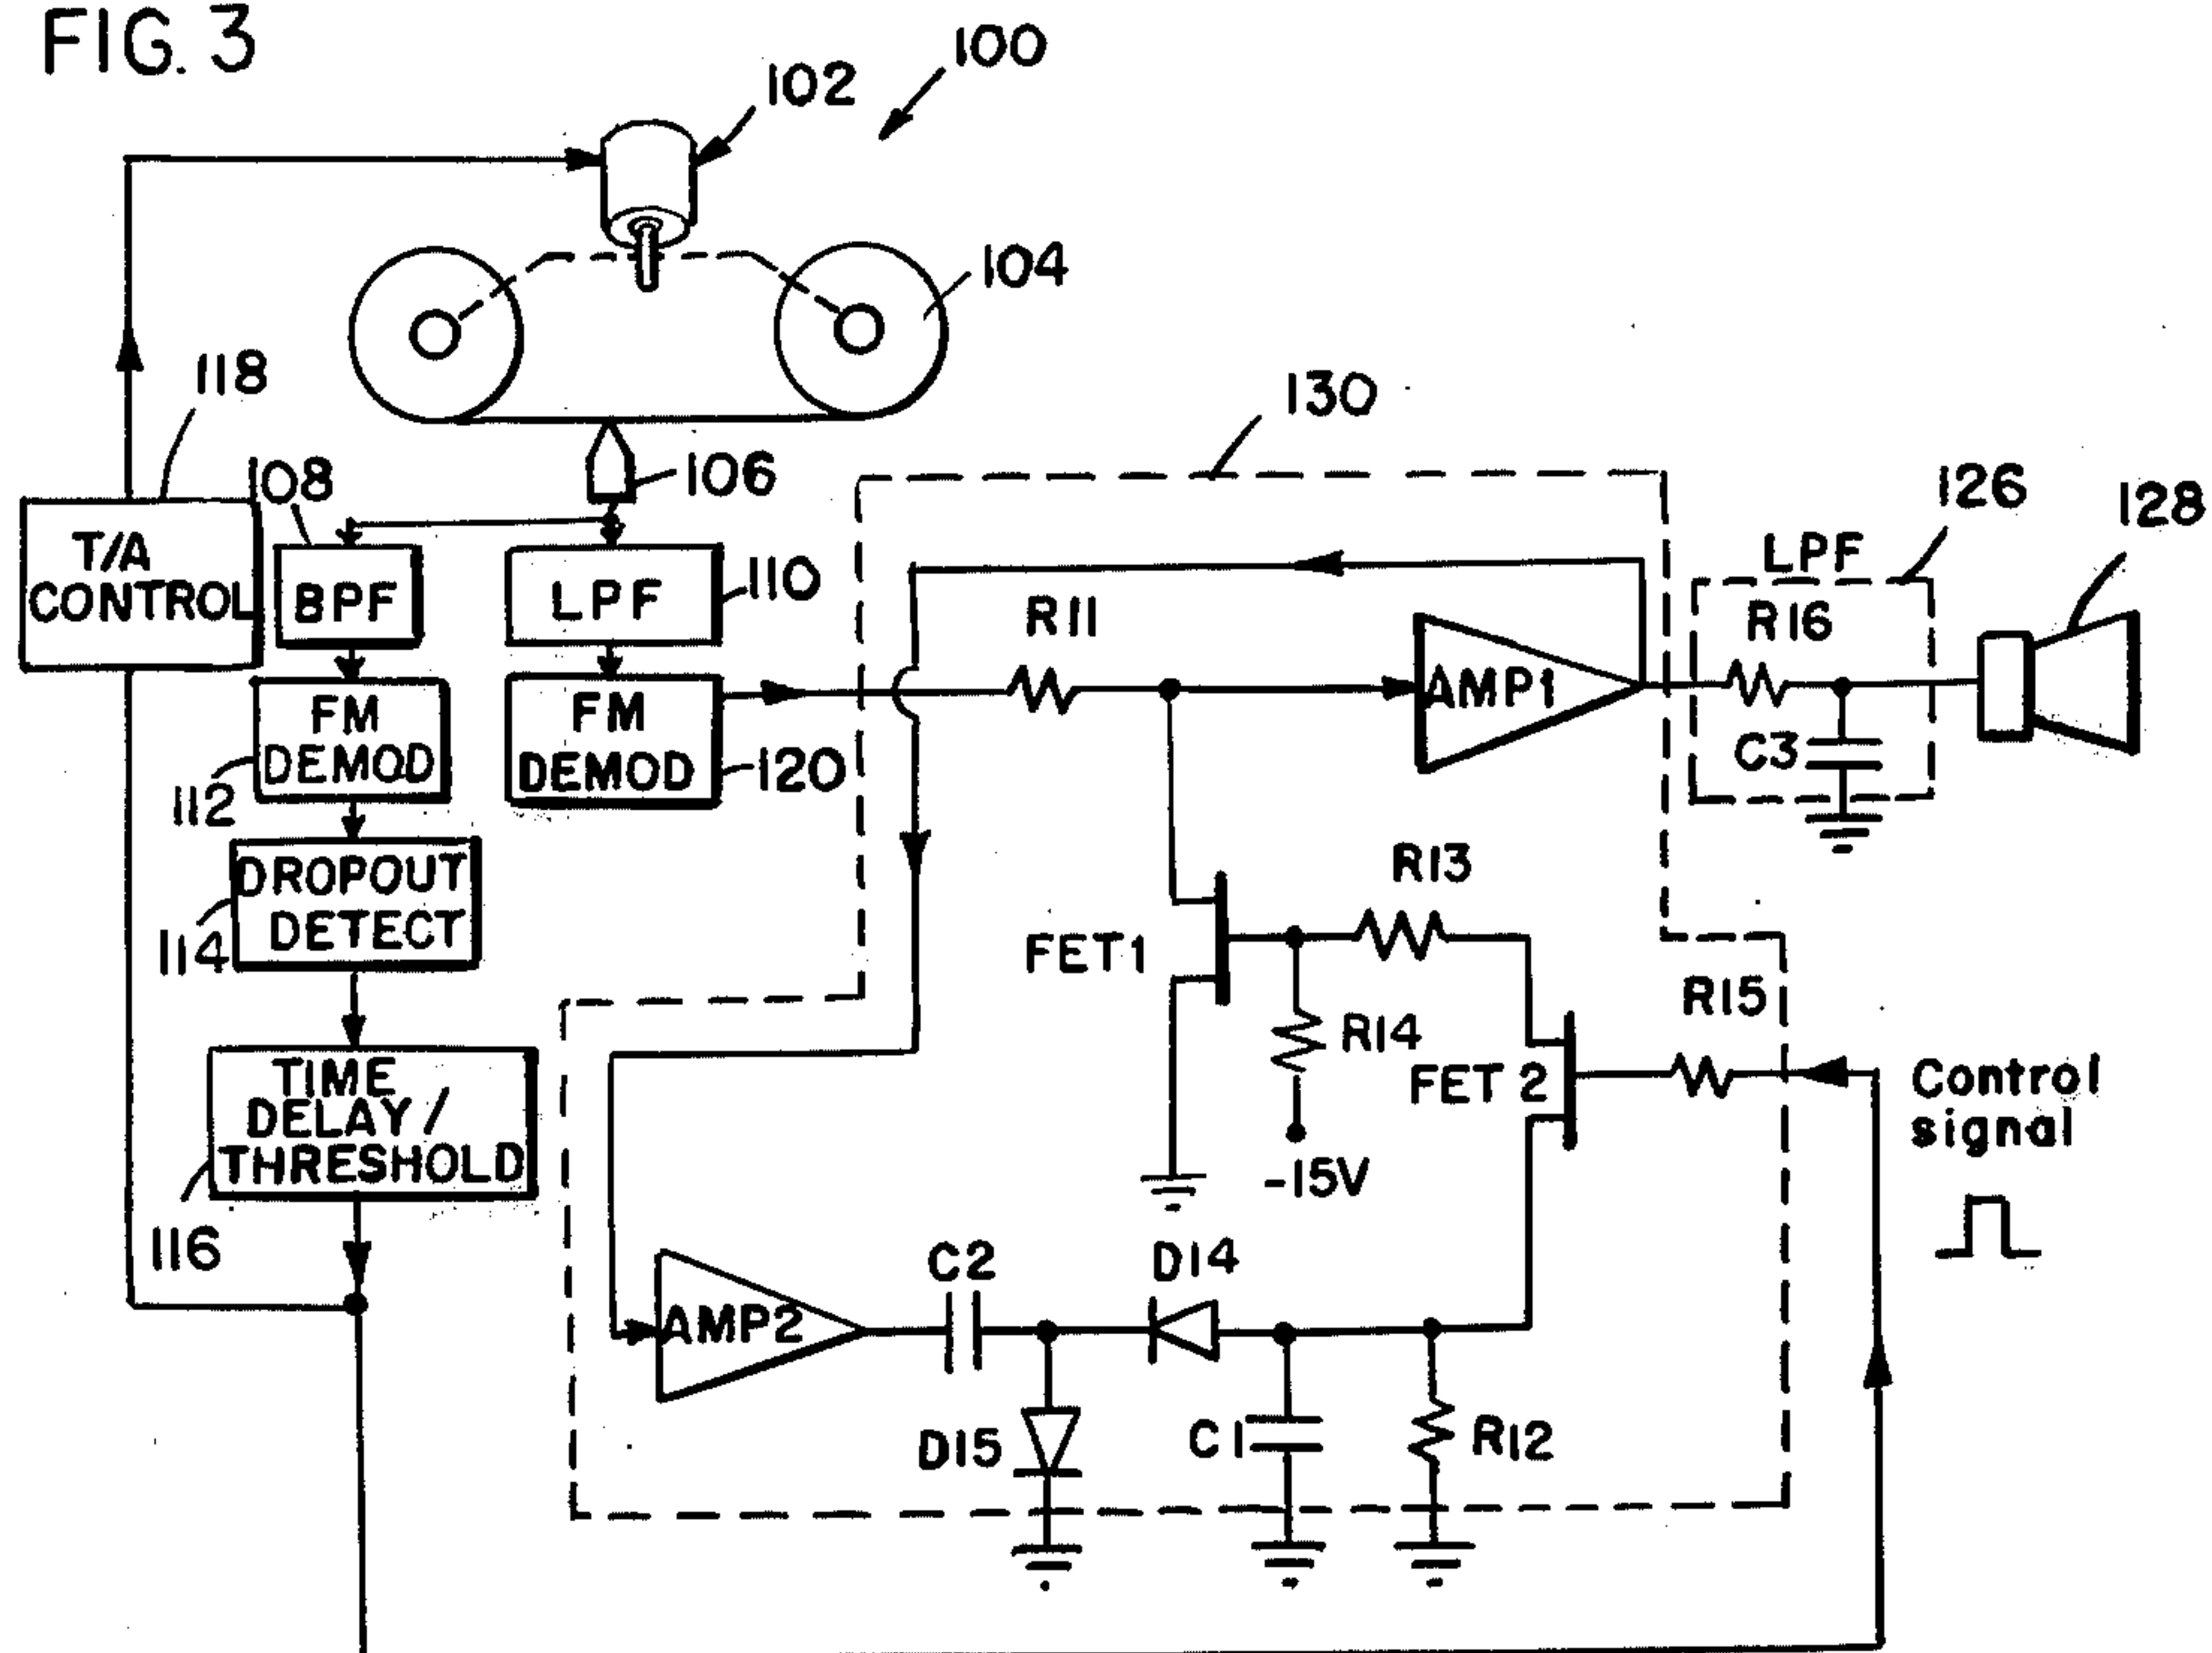 FIG. 3
100
102
104
118
108
106
130
126
128
T/A
CONTROL
BPF
LPF
110
R11
AMP1
LPF
R16
C3
FM
DEMOD
112
FM
DEMOD
120
DROPOUT
DETECT
114
FET1
R13
R14
-15V
FET 2
R15
Control
signal
TIME
DELAY/
THRESHOLD
116
AMP2
C2
D14
D15
C1
R12